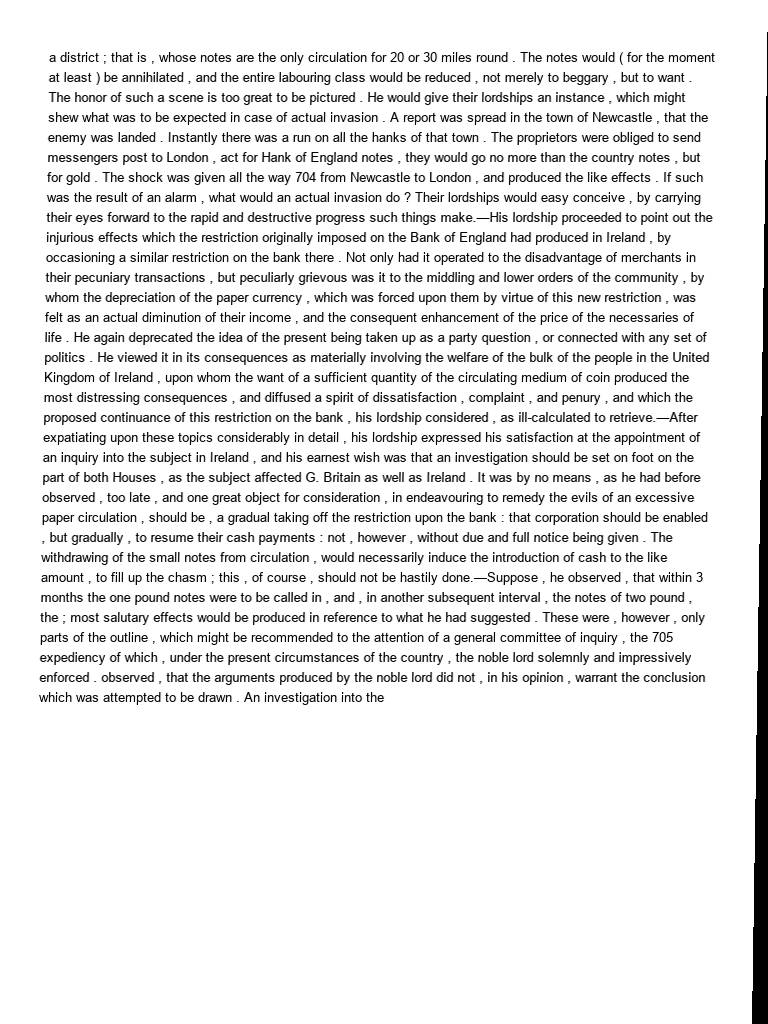 a district ; that is , whose notes are the only circulation for 20 or 30 miles round . The notes would ( for the moment
at least ) be annihilated , and the entire labouring class would be reduced , not merely to beggary , but to want .
The honor of such a scene is too great to be pictured . He would give their lordships an instance , which might
shew what was to be expected in case of actual invasion . A report was spread in the town of Newcastle , that the
enemy was landed . Instantly there was a run on all the hanks of that town . The proprietors were obliged to send
messengers post to London , act for Hank of England notes , they would go no more than the country notes , but
for gold . The shock was given all the way 704 from Newcastle to London , and produced the like effects . If such
was the result of an alarm , what would an actual invasion do ? Their lordships would easy conceive , by carrying
their eyes forward to the rapid and destructive progress such things make.—His lordship proceeded to point out the
injurious effects which the restriction originally imposed on the Bank of England had produced in Ireland , by
occasioning a similar restriction on the bank there . Not only had it operated to the disadvantage of merchants in
their pecuniary transactions , but peculiarly grievous was it to the middling and lower orders of the community , by
whom the depreciation of the paper currency , which was forced upon them by virtue of this new restriction , was
felt as an actual diminution of their income , and the consequent enhancement of the price of the necessaries of
life . He again deprecated the idea of the present being taken up as a party question , or connected with any set of
politics . He viewed it in its consequences as materially involving the welfare of the bulk of the people in the United
Kingdom of Ireland , upon whom the want of a sufficient quantity of the circulating medium of coin produced the
most distressing consequences , and diffused a spirit of dissatisfaction , complaint , and penury , and which the
proposed continuance of this restriction on the bank , his lordship considered , as ill-calculated to retrieve.—After
expatiating upon these topics considerably in detail , his lordship expressed his satisfaction at the appointment of
an inquiry into the subject in Ireland , and his earnest wish was that an investigation should be set on foot on the
part of both Houses , as the subject affected G. Britain as well as Ireland . It was by no means , as he had before
observed , too late , and one great object for consideration , in endeavouring to remedy the evils of an excessive
paper circulation , should be , a gradual taking off the restriction upon the bank : that corporation should be enabled
, but gradually , to resume their cash payments : not , however , without due and full notice being given . The
withdrawing of the small notes from circulation , would necessarily induce the introduction of cash to the like
amount , to fill up the chasm ; this , of course , should not be hastily done.—Suppose , he observed , that within 3
months the one pound notes were to be called in , and , in another subsequent interval , the notes of two pound ,
the ; most salutary effects would be produced in reference to what he had suggested . These were , however , only
parts of the outline , which might be recommended to the attention of a general committee of inquiry , the 705
expediency of which , under the present circumstances of the country , the noble lord solemnly and impressively
enforced . observed , that the arguments produced by the noble lord did not , in his opinion , warrant the conclusion
which was attempted to be drawn . An investigation into the